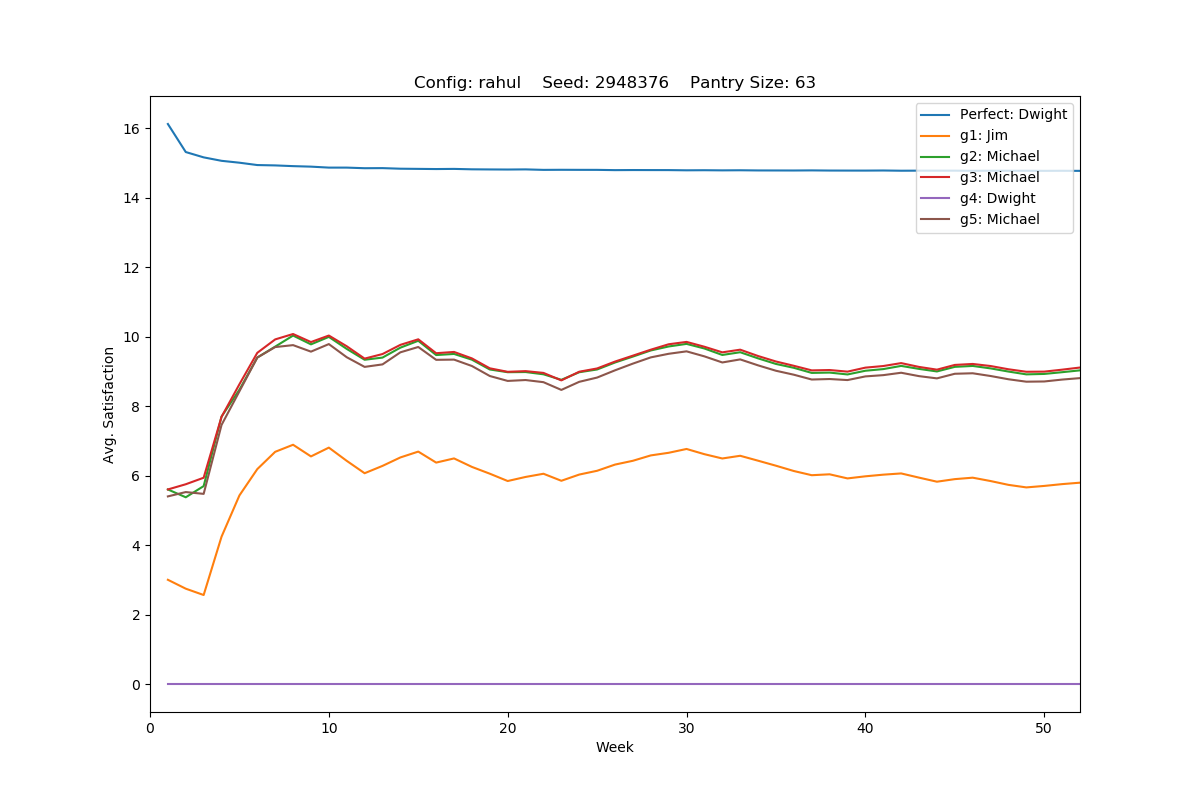 Config: rahul    Seed: 2948376    Pantry Size: 63
Perfect: Dwight
g1: Jim
g2: Michael
g3: Michael
g4: Dwight
g5: Michael
Avg. Satisfaction
16
14
12
10
8
6
4
2
0
0 10 20 30 40 50
Week